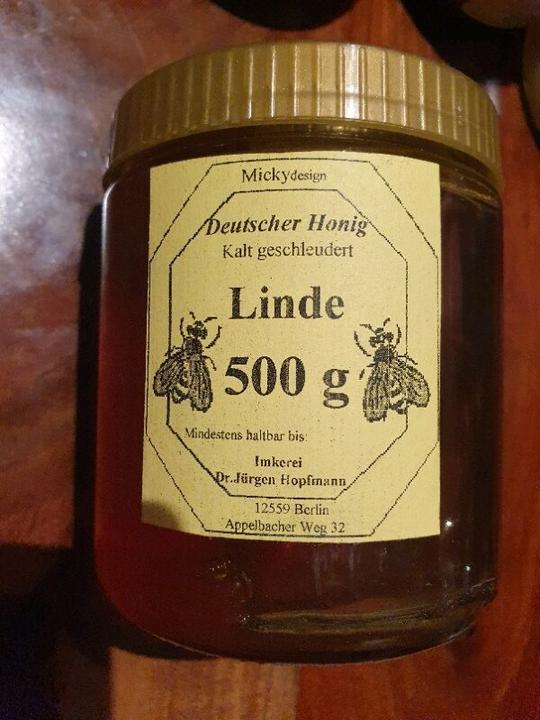 Mickydesign
Deutscher Honig
Kalt geschleudert
Linde
500 g
Mindestens haltbar bis:
Imkerei
Dr.Jürgen Hopfmann
12559 Berlin
Appelbacher Weg 32